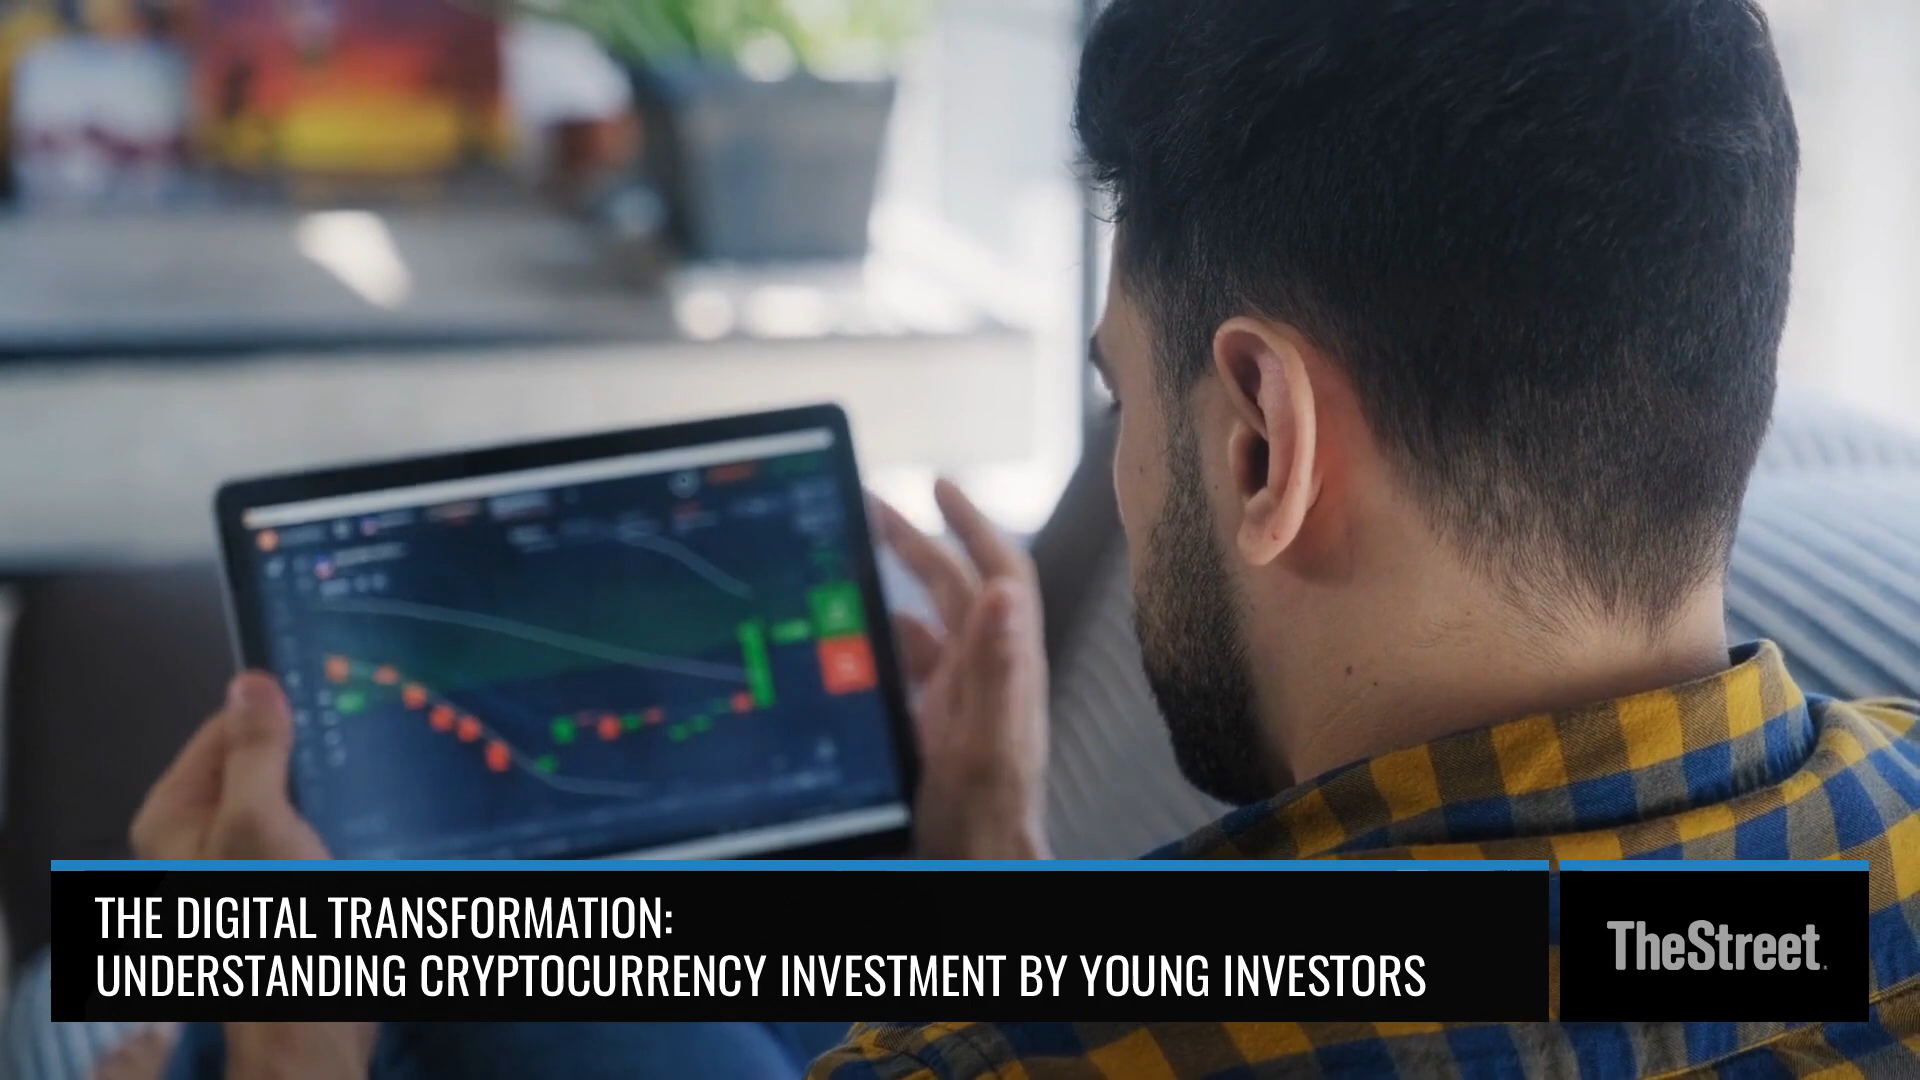 THE DIGITAL TRANSFORMATION:
UNDERSTANDING CRYPTOCURRENCY INVESTMENT BY YOUNG INVESTORS
TheStreet.